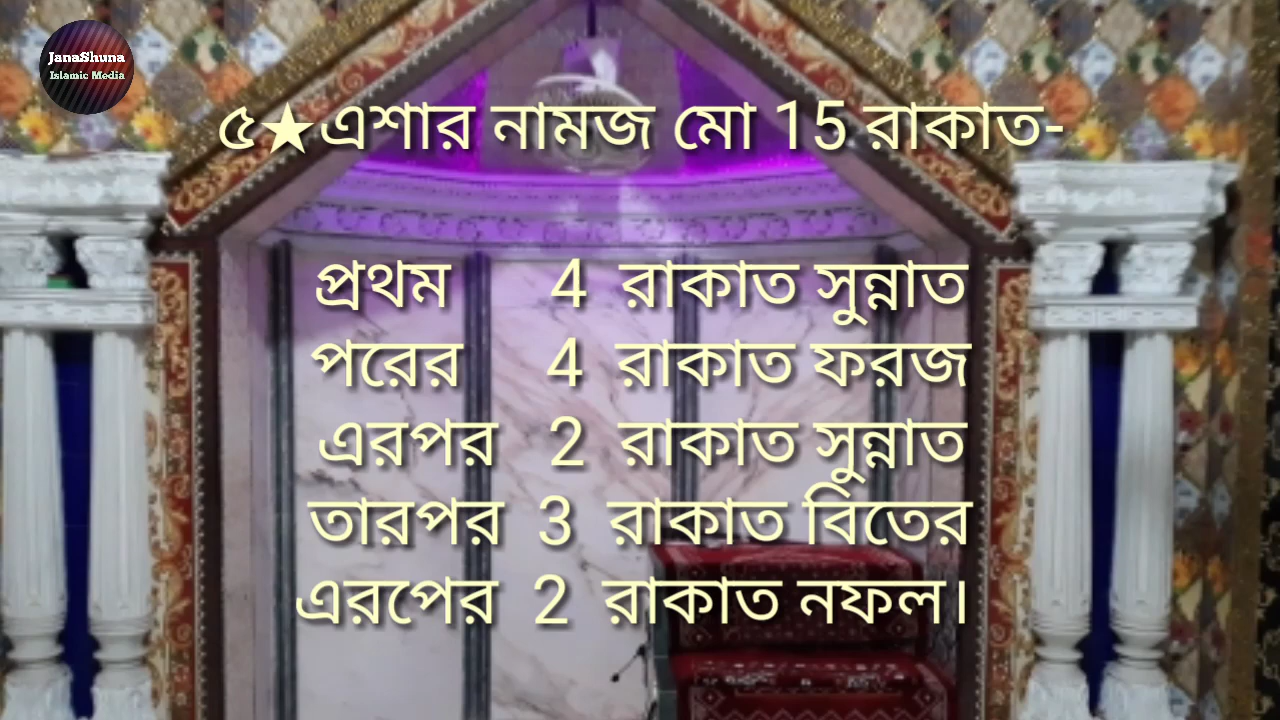 JanaShuna
Islamic Media
৫★এশার নামজ মো 15 রাকাত-
প্রথম 4 রাকাত সুন্নাত
পরের 4 রাকাত ফরজ
এরপর 2 রাকাত সুন্নাত
তারপর 3 রাকাত বিতের
এরপের 2 রাকাত নফল।